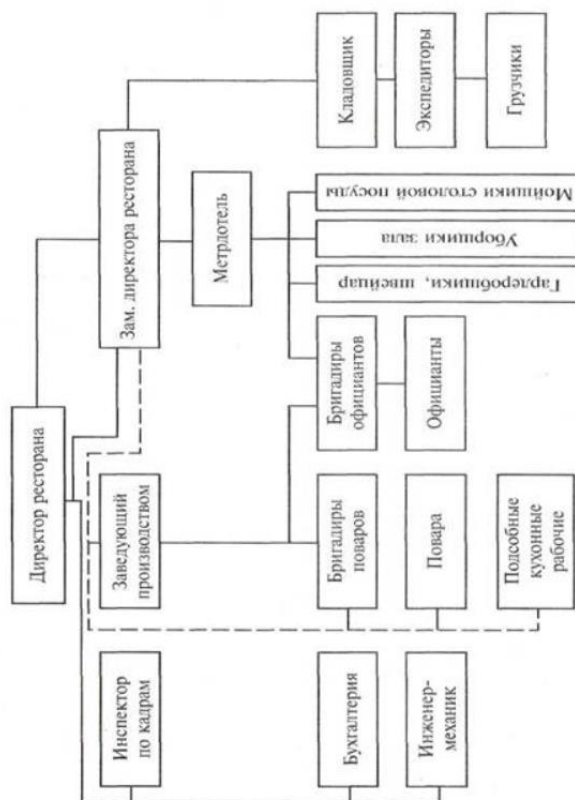 Директор ресторана
Зам. директора ресторана
Инспектор
по кадрам
Заведующий
производством
Метрдотель
Бухгалтерия
Бригадиры
поваров
Бригадиры
официантов
Гардеробщики, швейцар
Уборщики зала
Мойщики столовой посуды
Кладовщик
Инженер-
механик
Повара
Официанты
Экспедиторы
Подсобные
кухонные
рабочие
Грузчики